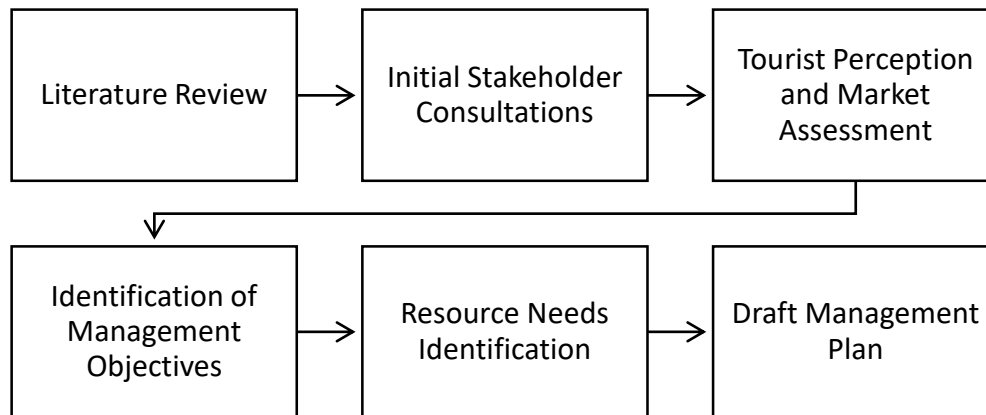 Literature Review
Initial Stakeholder
Consultations
Tourist Perception
and Market
Assessment
Identification of
Management
Objectives
Resource Needs
Identification
Draft Management
Plan